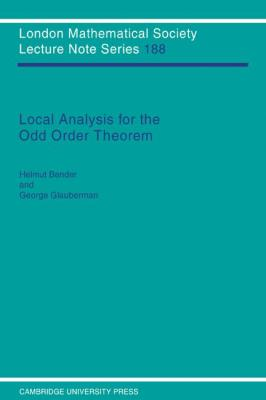 London Mathematical Society
Lecture Note Series 188
Local Analysis for the
Odd Order Theorem
Helmut Bender
and
George Glauberman
CAMBRIDGE UNIVERSITY PRESS